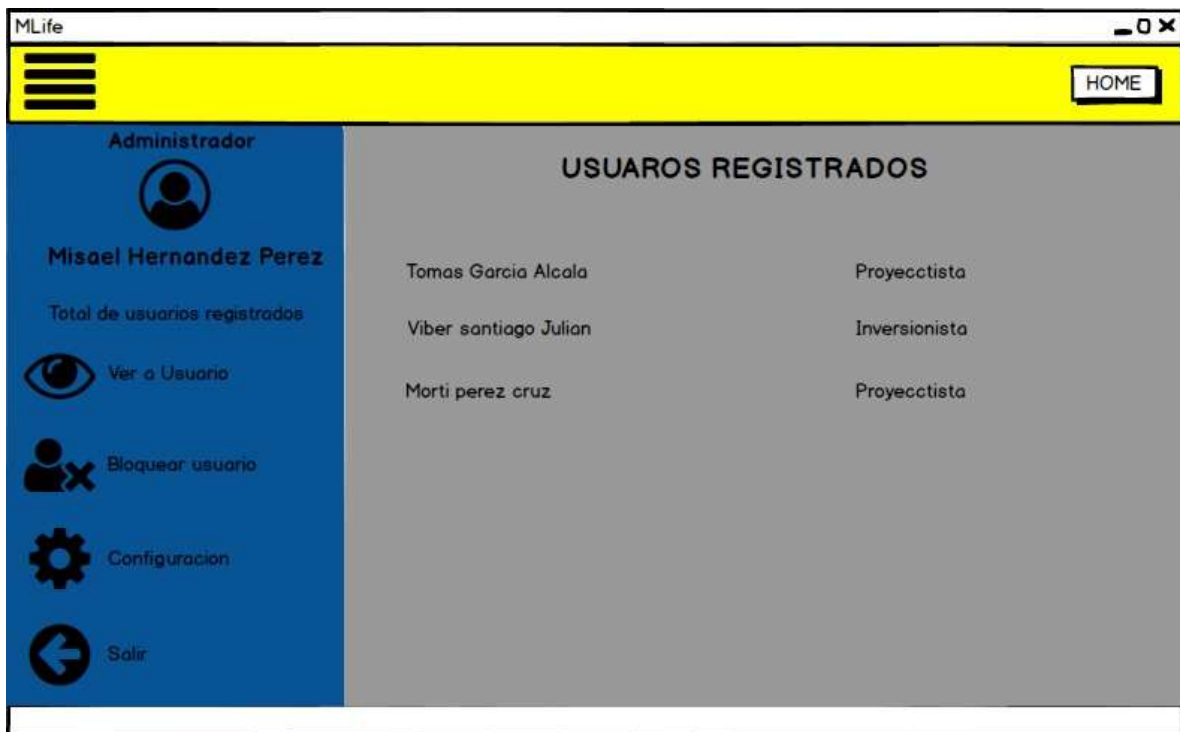 MLife
HOME
Administrador
Misael Hernandez Perez
Total de usuarios registrados
Ver a Usuario
Bloquear usuario
Configuracion
Salir
USUAROS REGISTRADOS
Tomas Garcia Alcala Proyecctista
Viber santiago Julian Inversionista
Morti perez cruz Proyecctista